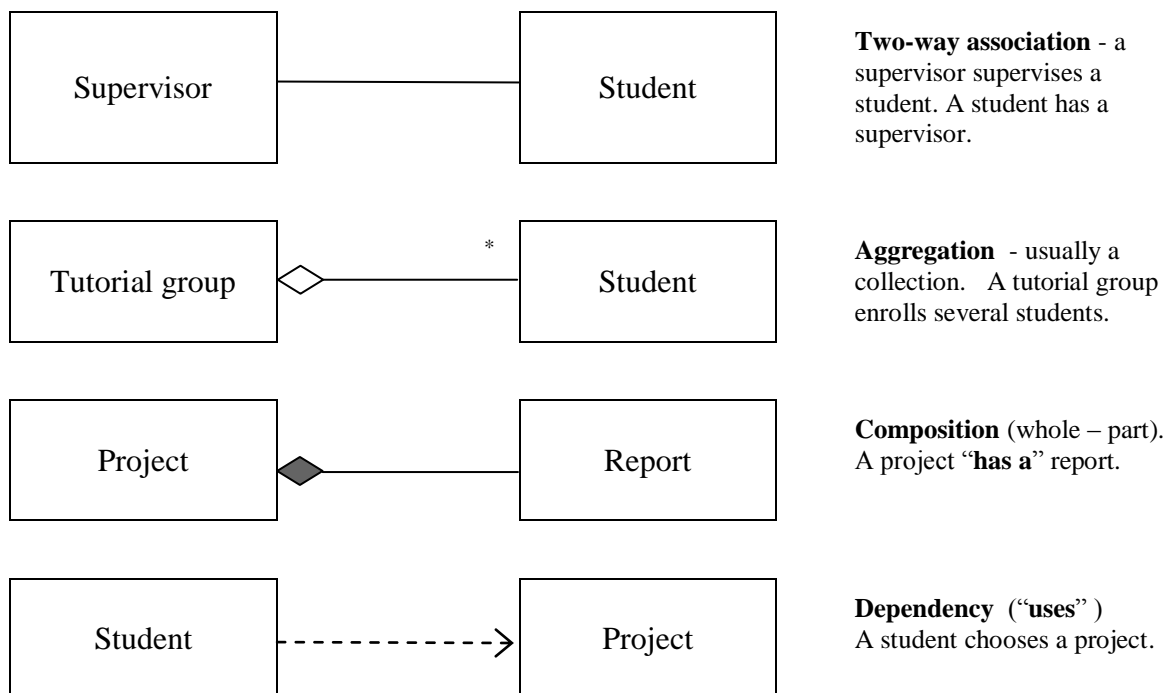 Supervisor
Student
Two-way association - a
supervisor supervises a
student. A student has a
supervisor.
Tutorial group
*
Student
Aggregation - usually a
collection. A tutorial group
enrolls several students.
Project
Report
Composition (whole – part).
A project “has a” report.
Student
Project
Dependency (“uses” )
A student chooses a project.